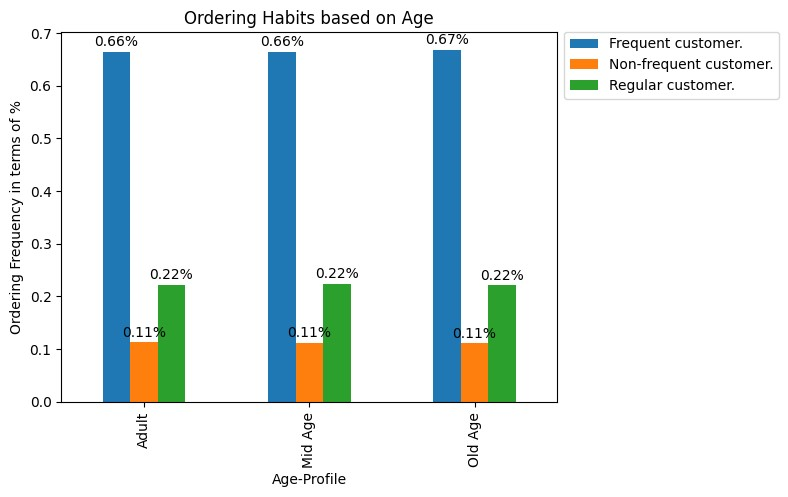 Ordering Habits based on Age
Frequent customer.
Non-frequent customer.
Regular customer.
Ordering Frequency in terms of %
0.7
0.6
0.5
0.4
0.3
0.2
0.1
0.0
0.66% 0.66% 0.67%
0.22% 0.22% 0.22%
0.11% 0.11% 0.11%
Adult Mid Age Old Age
Age-Profile